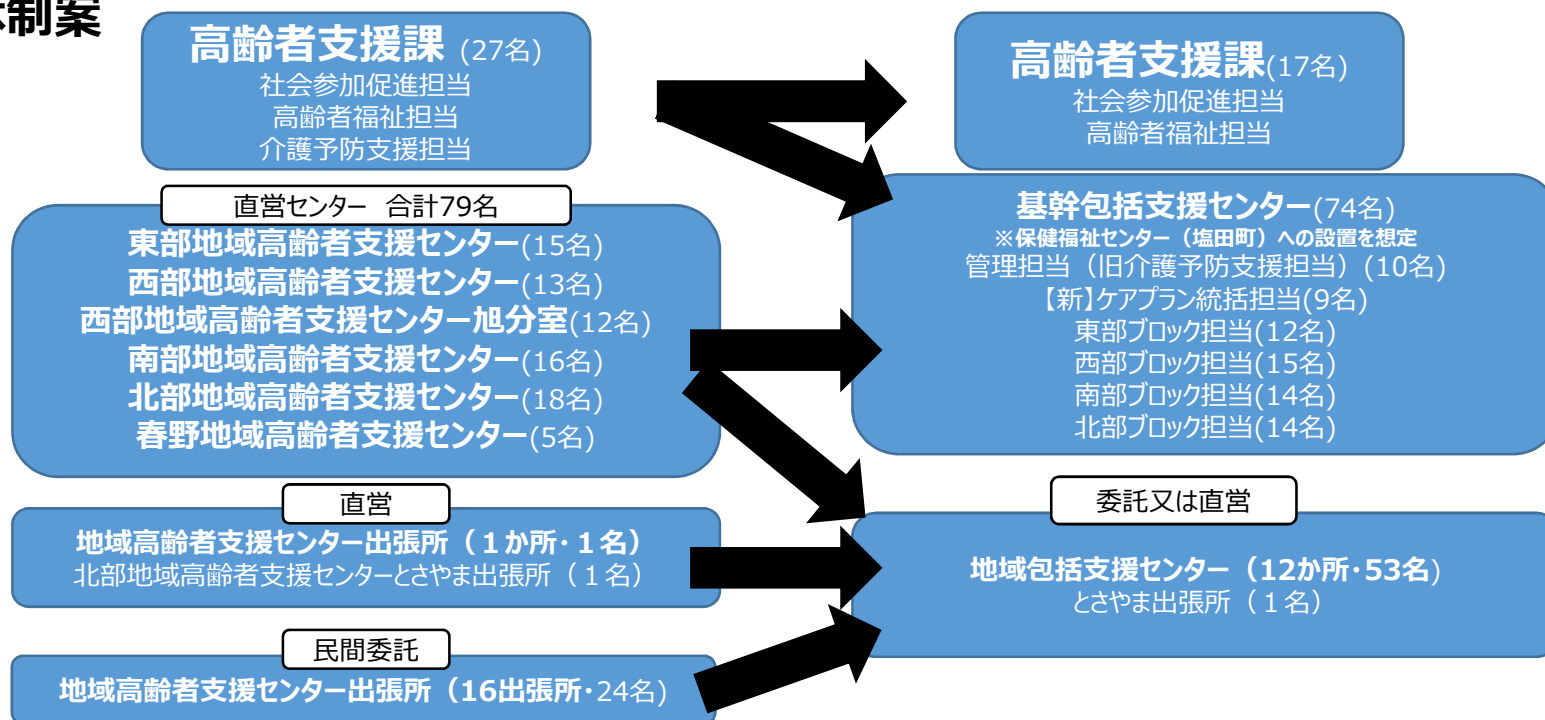 制案
高齢者支援課 (27名)
社会参加促進担当
高齢者福祉担当
介護予防支援担当
直営センター 合計79名
東部地域高齢者支援センター(15名)
西部地域高齢者支援センター(13名)
西部地域高齢者支援センター旭分室(12名)
南部地域高齢者支援センター(16名)
北部地域高齢者支援センター(18名)
春野地域高齢者支援センター(5名)
直営
地域高齢者支援センター出張所（１か所・１名）
北部地域高齢者支援センターとさやま出張所（１名）
民間委託
地域高齢者支援センター出張所（16出張所・24名)
高齢者支援課(17名)
社会参加促進担当
高齢者福祉担当
基幹包括支援センター(74名)
※保健福祉センター（塩田町）への設置を想定
管理担当（旧介護予防支援担当）(10名)
【新】ケアプラン統括担当(9名)
東部ブロック担当(12名)
西部ブロック担当(15名)
南部ブロック担当(14名)
北部ブロック担当(14名)
委託又は直営
地域包括支援センター（12か所・53名)
とさやま出張所（１名）